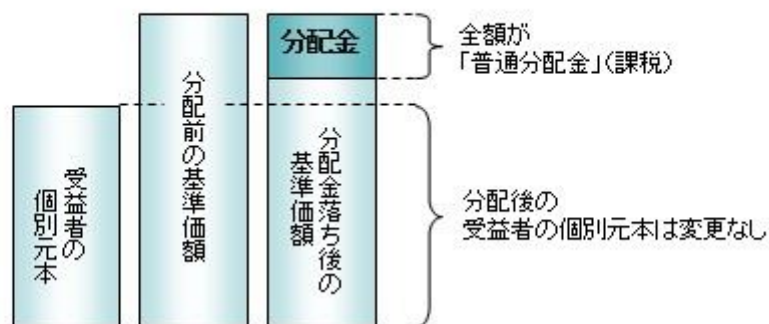 受益者の
個別元本
分配前の基準価額
分配金
分配金落ち後の
基準価額
全額が
「普通分配金」(課税)
分配後の
受益者の個別元本は変更なし